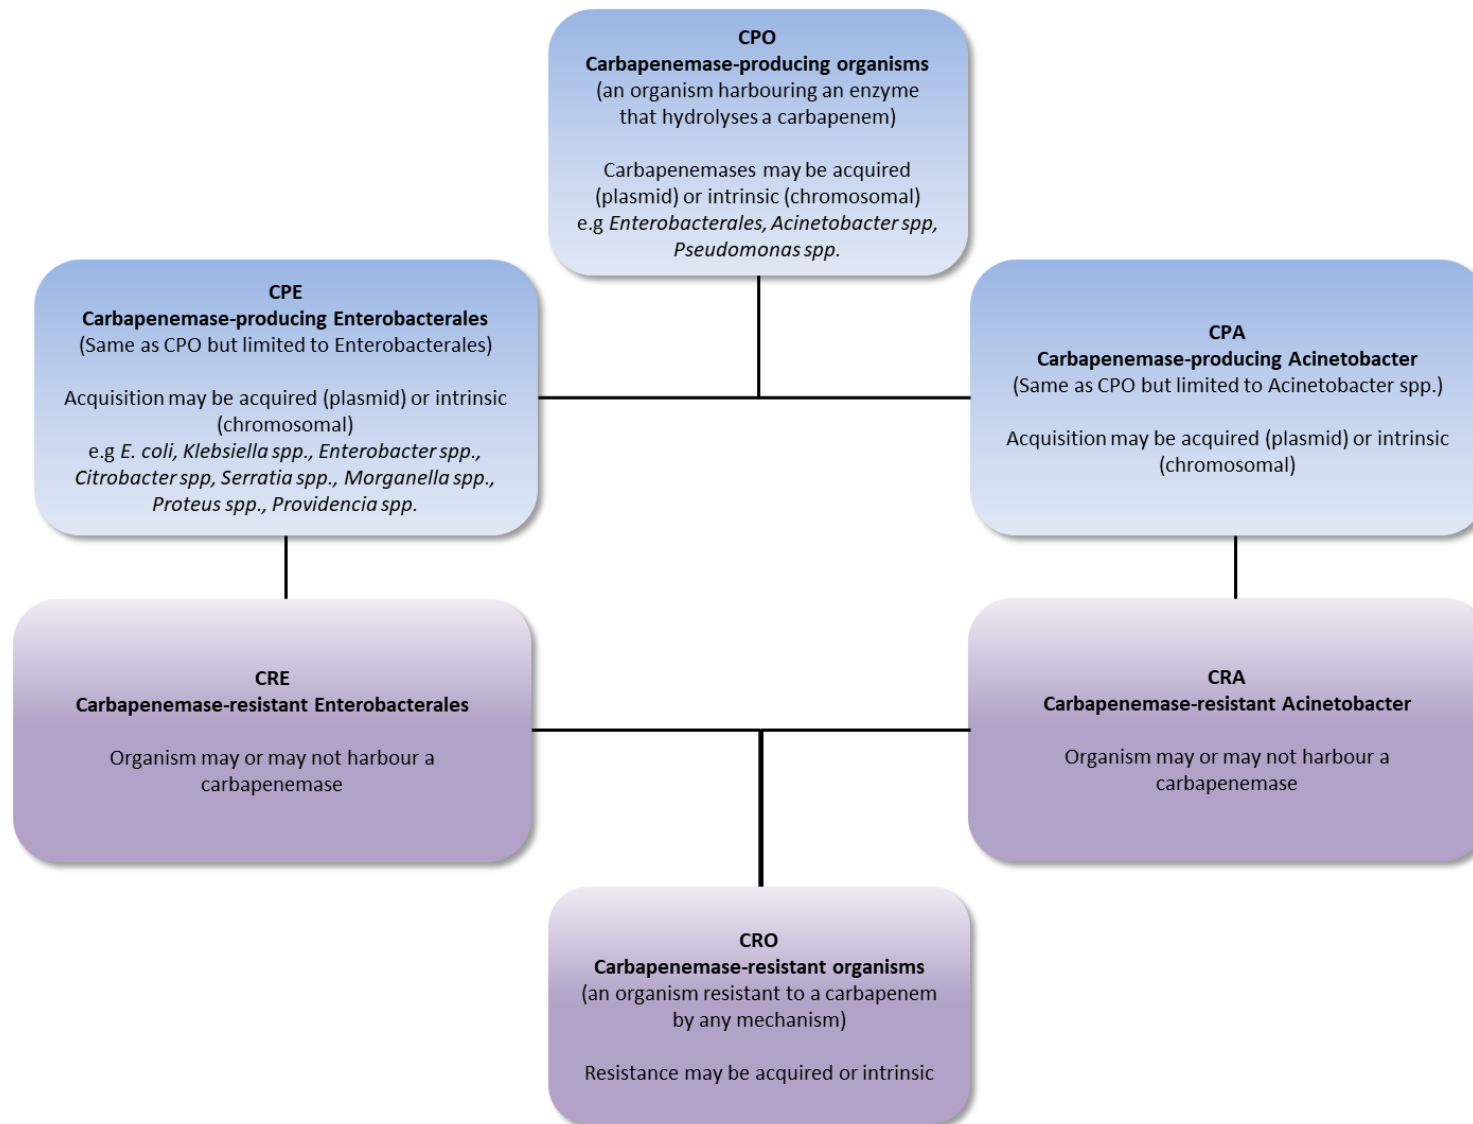 CPO
Carbapenemase-producing organisms
(an organism harbouring an enzyme
that hydrolyses a carbapenem)
Carbapenemases may be acquired
(plasmid) or intrinsic (chromosomal)
e.g Enterobacterales, Acinetobacter spp,
Pseudomonas spp.
CPE
Carbapenemase-producing Enterobacterales
(Same as CPO but limited to Enterobacterales)
Acquisition may be acquired (plasmid) or intrinsic
(chromosomal)
e.g E. coli, Klebsiella spp., Enterobacter spp.,
Citrobacter spp, Serratia spp., Morganella spp.,
Proteus spp., Providencia spp.
CPA
Carbapenemase-producing Acinetobacter
(Same as CPO but limited to Acinetobacter spp.)
Acquisition may be acquired (plasmid) or intrinsic
(chromosomal)
CRE
Carbapenemase-resistant Enterobacterales
Organism may or may not harbour a
carbapenemase
CRA
Carbapenemase-resistant Acinetobacter
Organism may or may not harbour a
carbapenemase
CRO
Carbapenemase-resistant organisms
(an organism resistant to a carbapenem
by any mechanism)
Resistance may be acquired or intrinsic